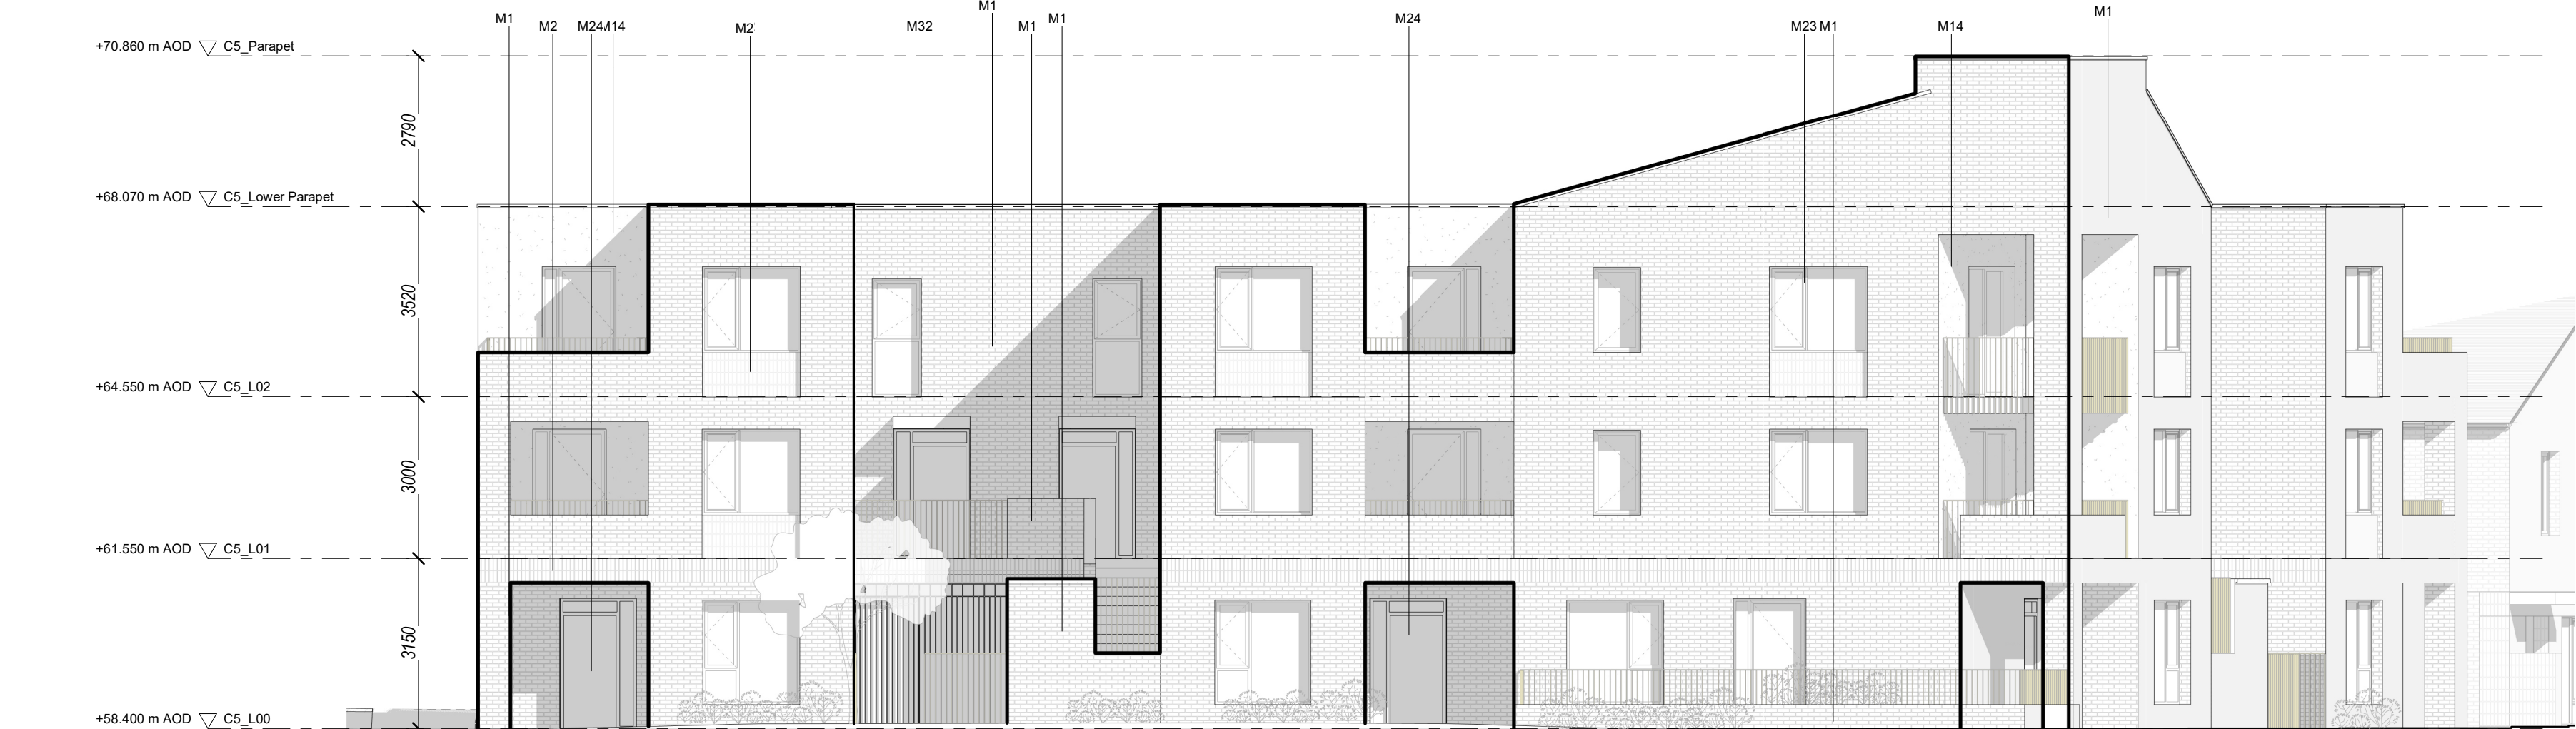 M1
M2
M24
M14
M2
M32
M1
M1
M1
M24
M23 M1
M14
M1
+70.860 m AOD C5_Parapet
2790
+68.070 m AOD C5_Lower Parapet
3520
+64.550 m AOD C5_L02
3000
+61.550 m AOD C5_L01
3150
+58.400 m AOD C5_L00